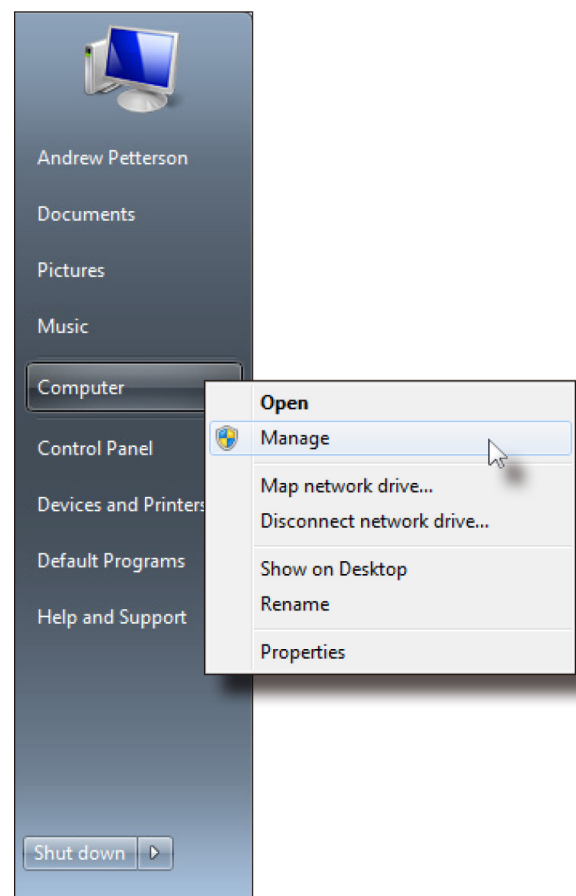 Andrew Petterson
Documents
Pictures
Music
Computer
Control Panel
Devices and Printers
Default Programs
Help and Support
Shut down
Open
Manage
Map network drive...
Disconnect network drive...
Show on Desktop
Rename
Properties